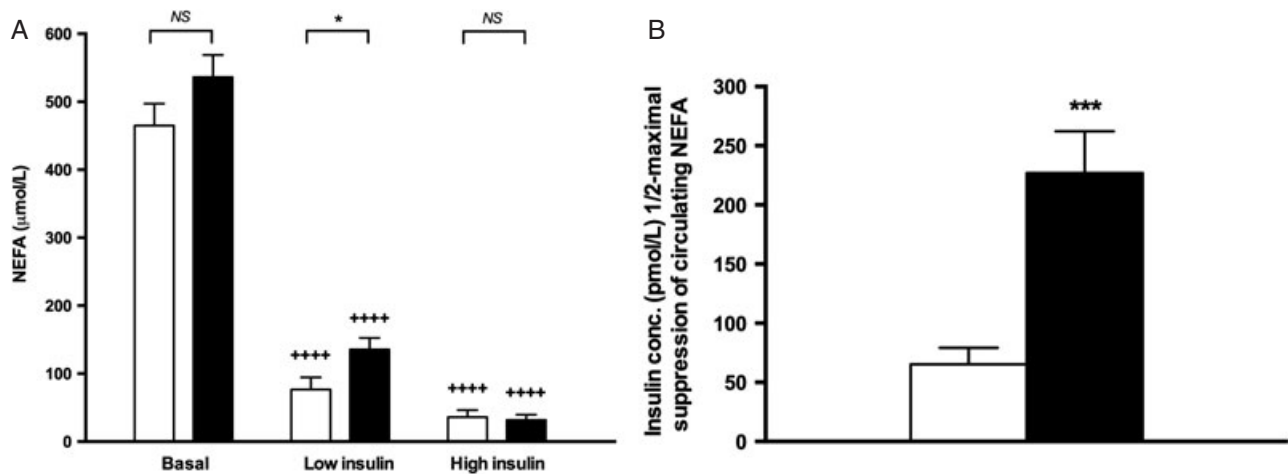 A
NS
*
NS
600
500
400
300
200
100
0
NEFA (μmol/L)
++++
++++
++++
++++
Basal
Low insulin
High insulin
B
Insulin conc. (pmol/L) 1/2-maximal
suppression of circulating NEFA
300
250
200
150
100
50
0
***